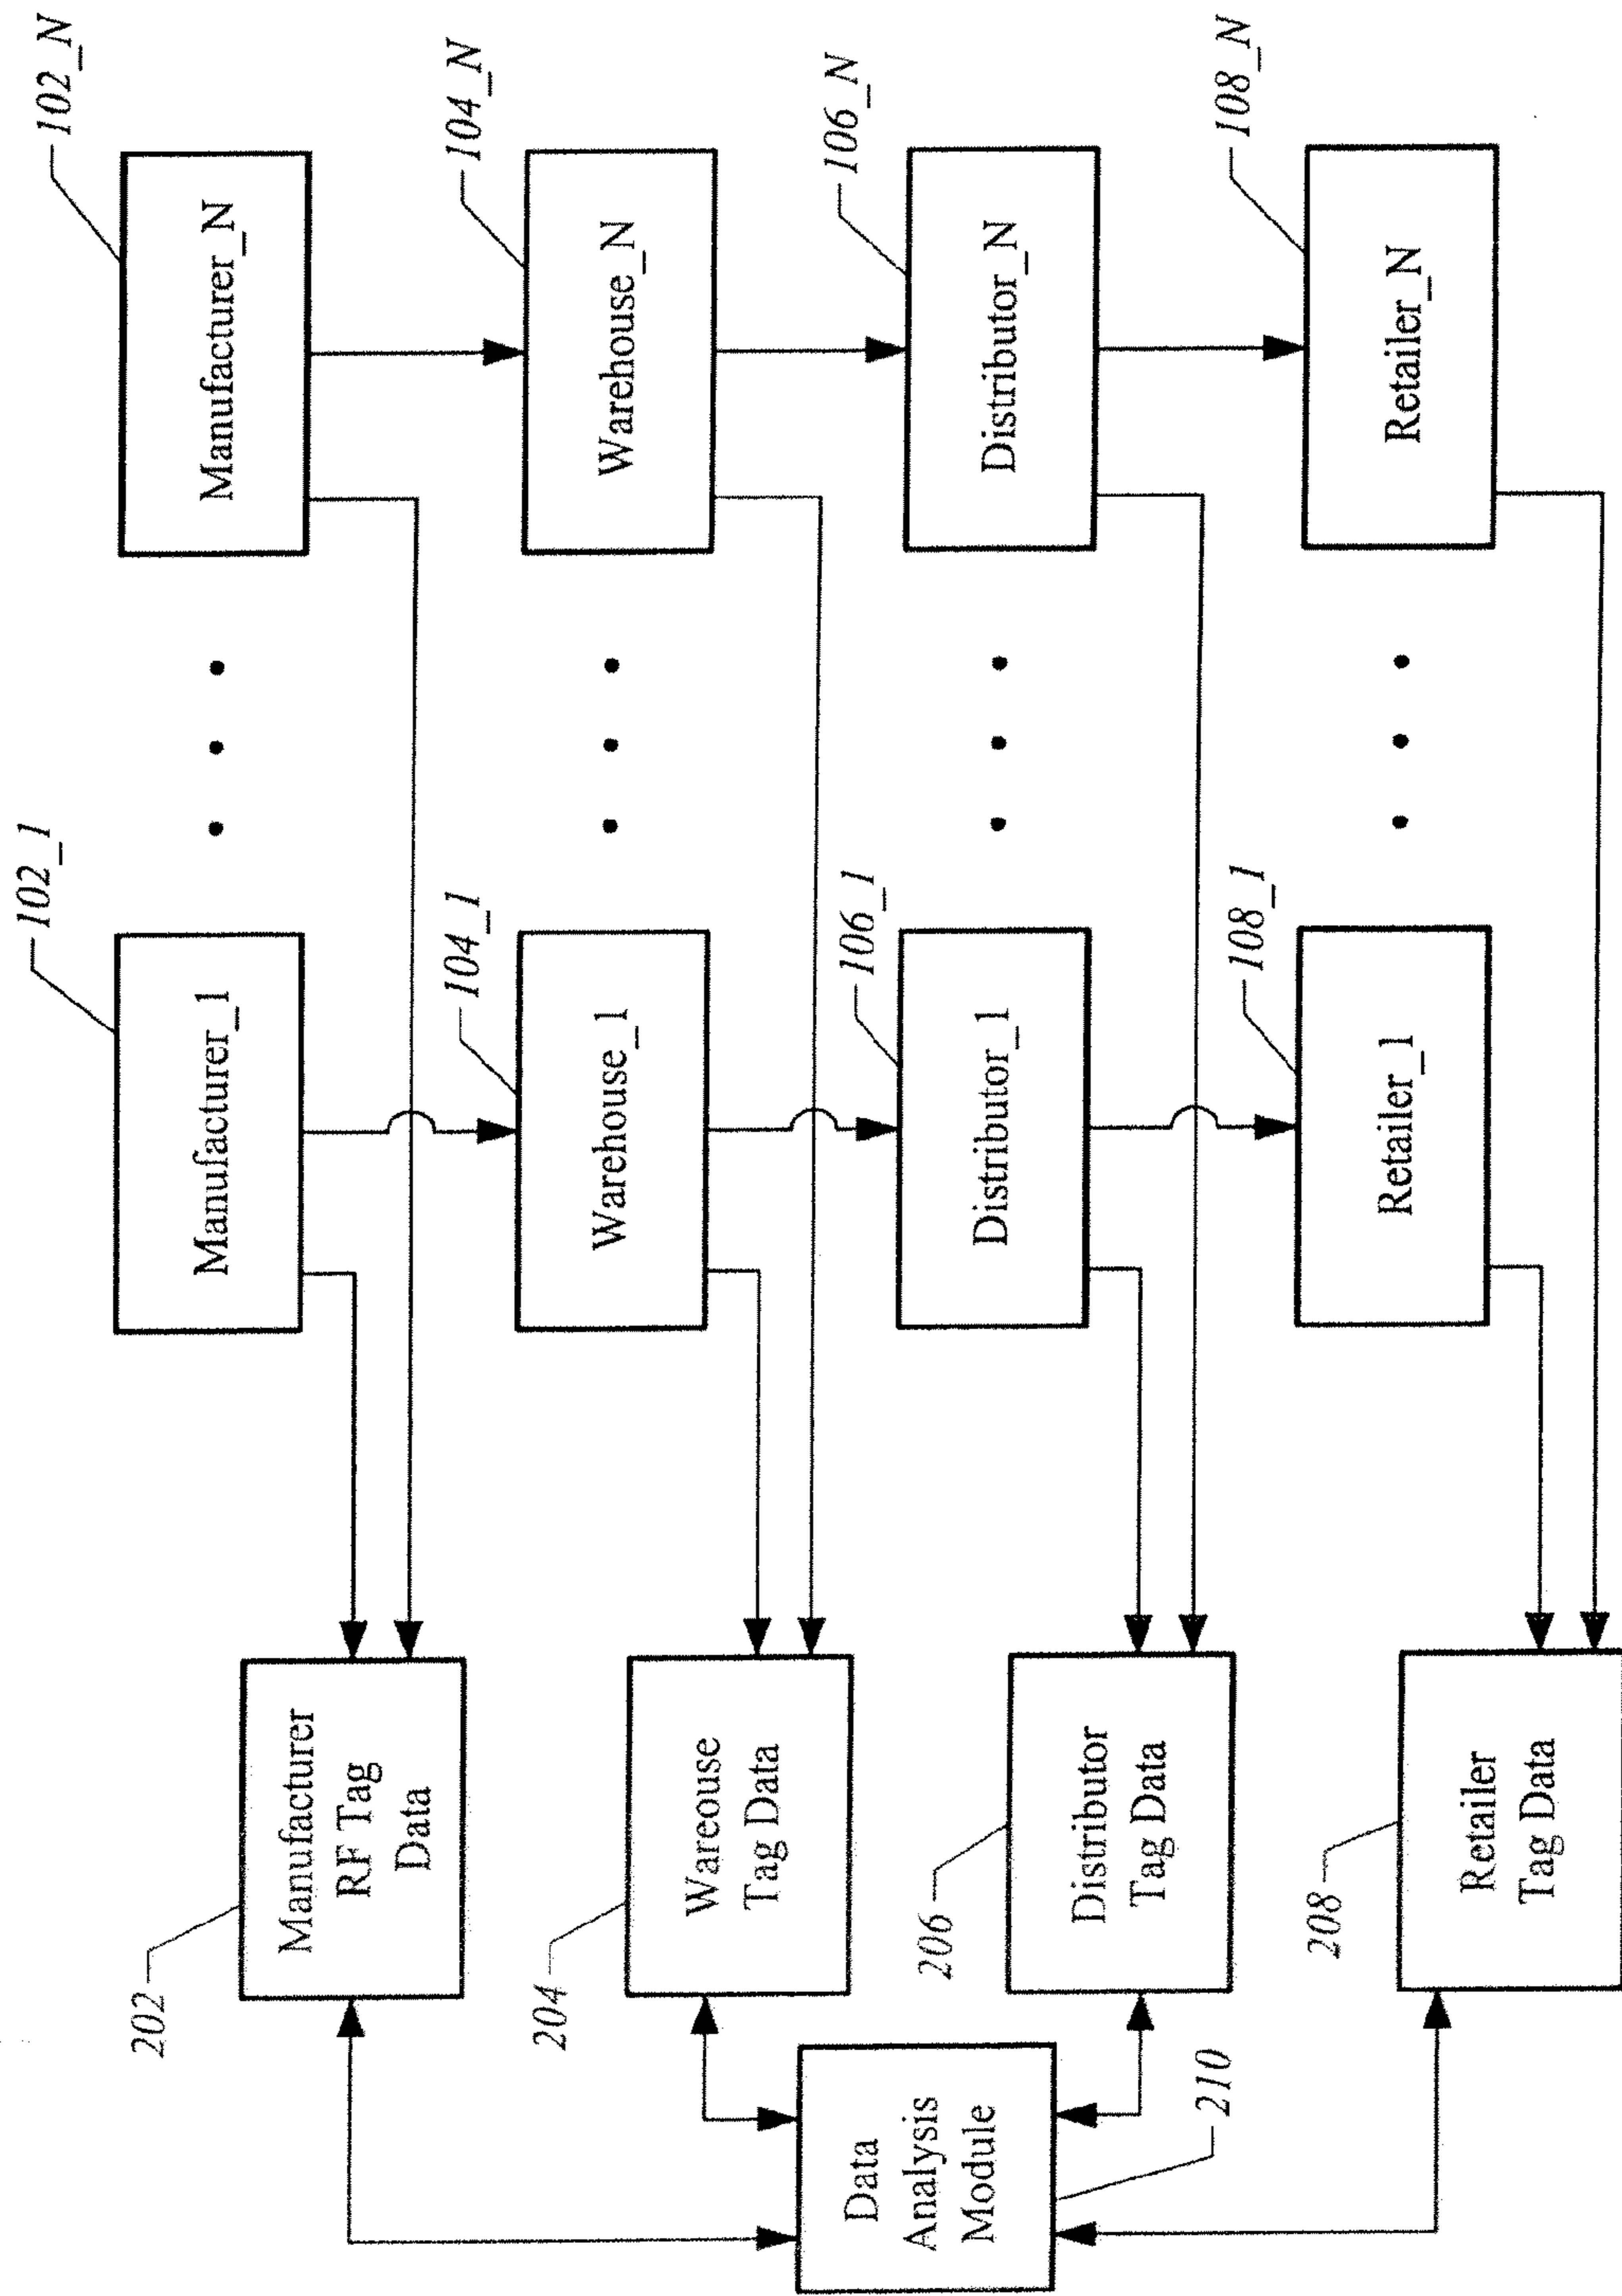 102_N
Manufacturer_N
104_N
Warehouse_N
106_N
Distributor_N
108_N
Retailer_N
102_1
Manufacturer_1
104_1
Warehouse_1
106_1
Distributor_1
108_1
Retailer_1
202
Manufacturer
RF Tag
Data
204
Wareouse
Tag Data
206
Distributor
Tag Data
208
Retailer
Tag Data
Data
Analysis
Module
210